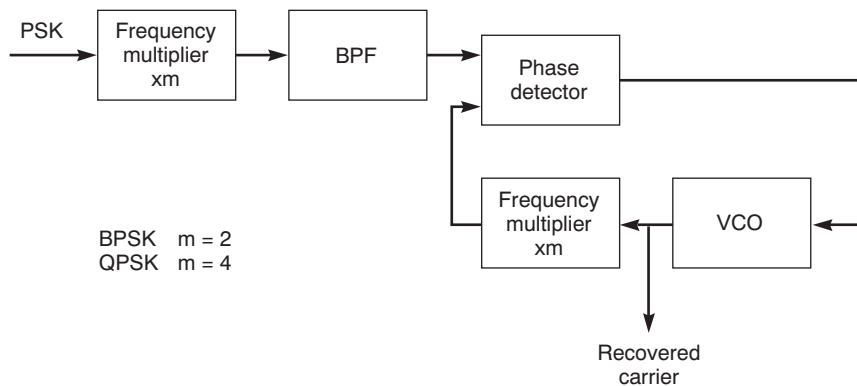 PSK
Frequency
multiplier
xm
BPF
Phase
detector
Frequency
multiplier
xm
VCO
BPSK m = 2
QPSK m = 4
Recovered
carrier